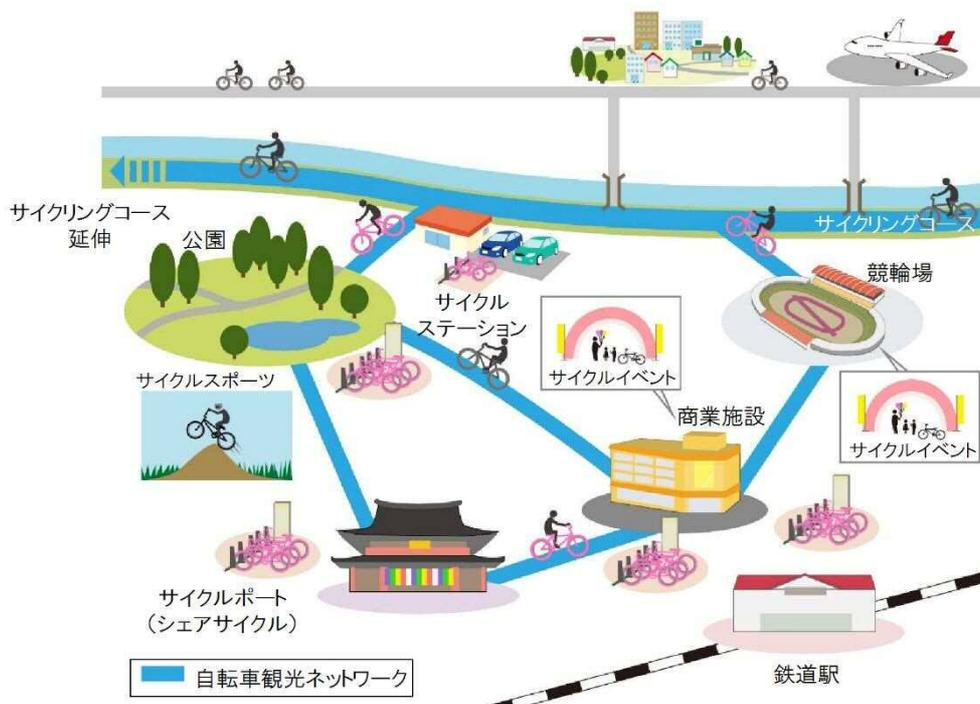 サイクリングコース
延伸
公園
サイクリングコース
競輪場
サイクル
ステーション
サイクルイベント
サイクルスポーツ
商業施設
サイクルイベント
サイクルポート
（シェアサイクル）
鉄道駅
自転車観光ネットワーク